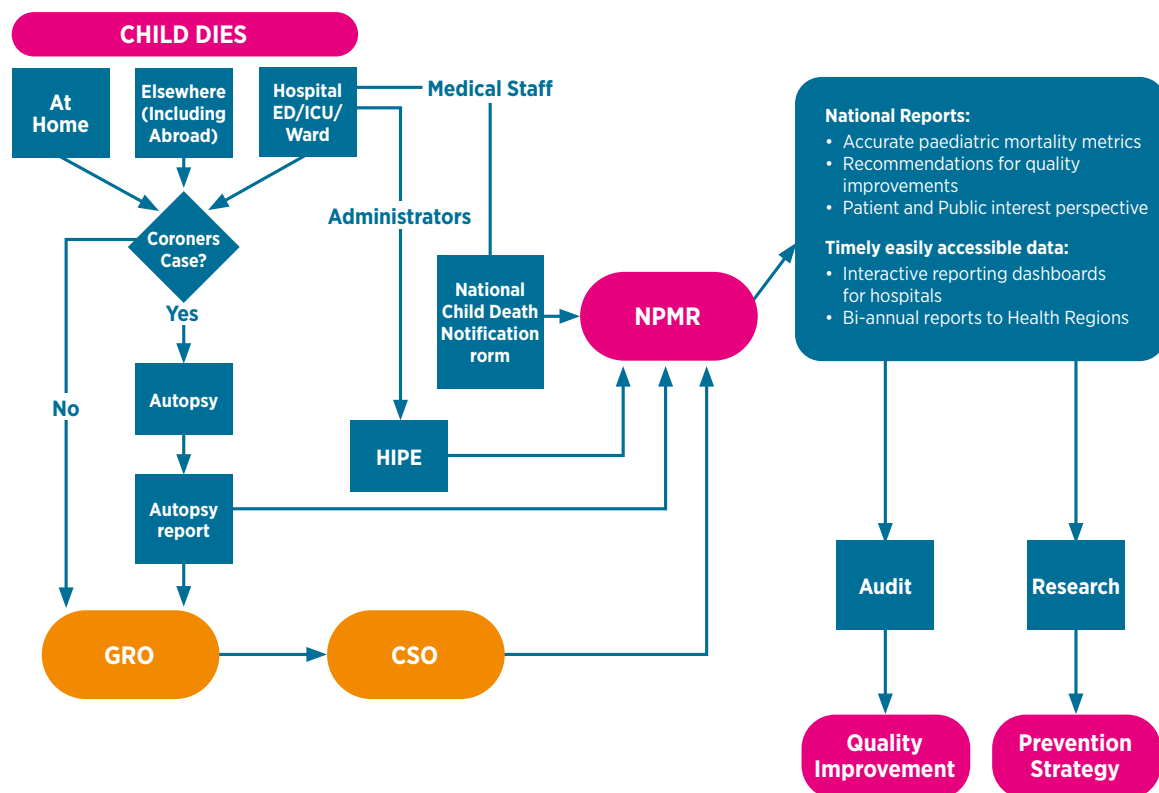 CHILD DIES
At
Home
Elsewhere
(Including
Abroad)
Hospital
ED/ICU/
Ward
Medical Staff
Administrators
Coroners
Case?
Yes
No
Autopsy
Autopsy
report
HIPE
National
Child Death
Notification
rorm
NPMR
GRO
CSO
National Reports:
• Accurate paediatric mortality metrics
• Recommendations for quality
improvements
• Patient and Public interest perspective
Timely easily accessible data:
• Interactive reporting dashboards
for hospitals
• Bi-annual reports to Health Regions
Audit
Research
Quality
Improvement
Prevention
Strategy